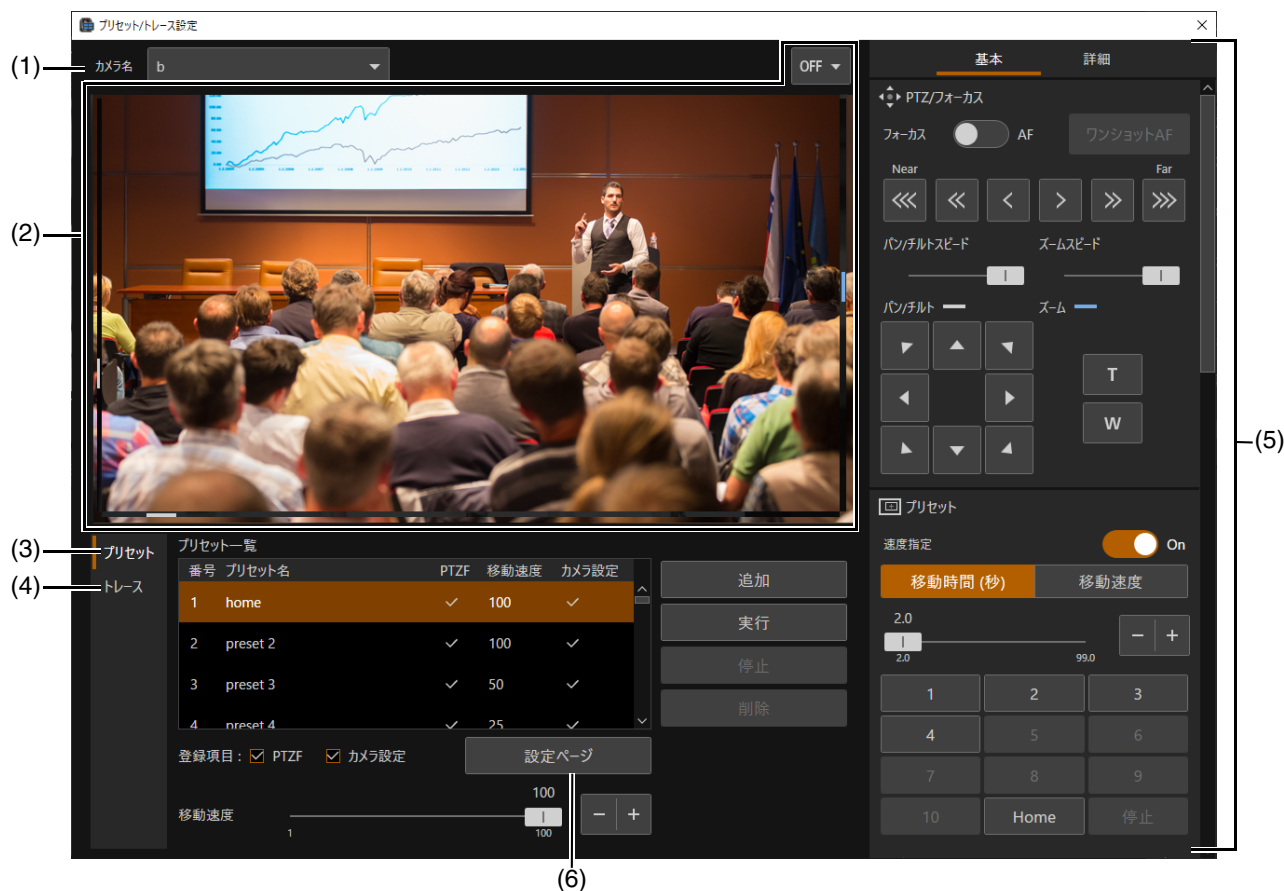 プリセット/トレース設定
(1)
カメラ名 b
OFF
(2)
(3)
プリセット
(4)
トレース
プリセット一覧
番号 プリセット名 PTZF 移動速度 カメラ設定
1 home 100
2 preset 2 100
3 preset 3 50
4 preset 4 25
追加
実行
停止
削除
登録項目 : PTZF カメラ設定
設定ページ
移動速度
100
1 100
− +
(6)
基本 詳細
PTZ/フォーカス
フォーカス AF ワンショットAF
Near Far
パン/チルトスピード ズームスピード
パン/チルト ズーム
T
W
(5)
プリセット
速度指定 On
移動時間 (秒) 移動速度
2.0
2.0 99.0
− +
1 2 3
4 5 6
7 8 9
10 Home 停止